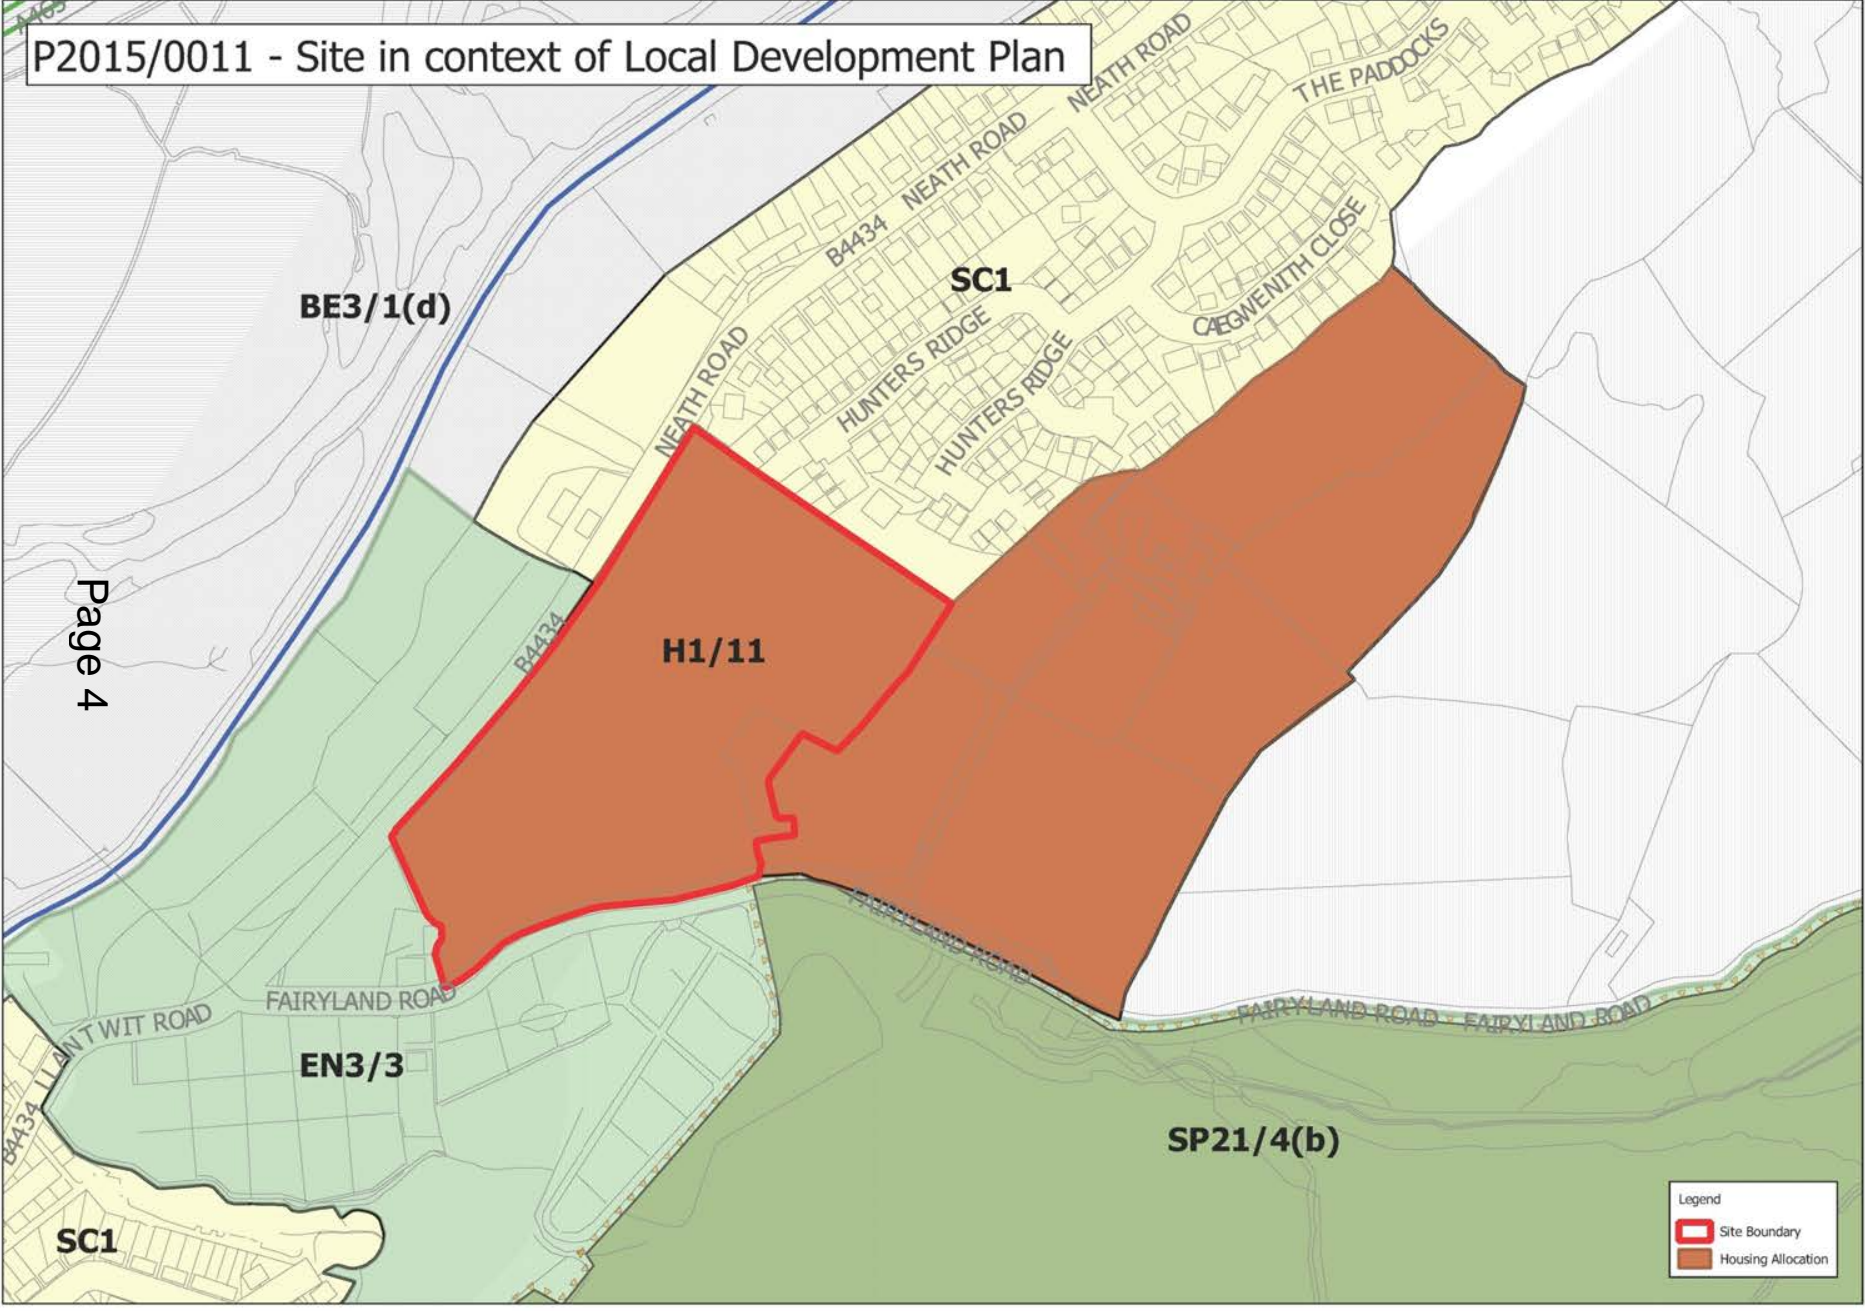 A465
P2015/0011 - Site in context of Local Development Plan
NEATH ROAD
THE PADDOCKS
NEATH ROAD
B4434
CAEGWENITH CLOSE
SC1
BE3/1(d)
HUNTERS RIDGE
HUNTERS RIDGE
NEATH ROAD
Page 4
B4434
H1/11
FAIRYLAND ROAD
FAIRYLAND ROAD
FAIRYLAND ROAD
FAIRYLAND ROAD
LLANTWIT ROAD
EN3/3
B4434
SP21/4(b)
SC1
Legend
Site Boundary
Housing Allocation